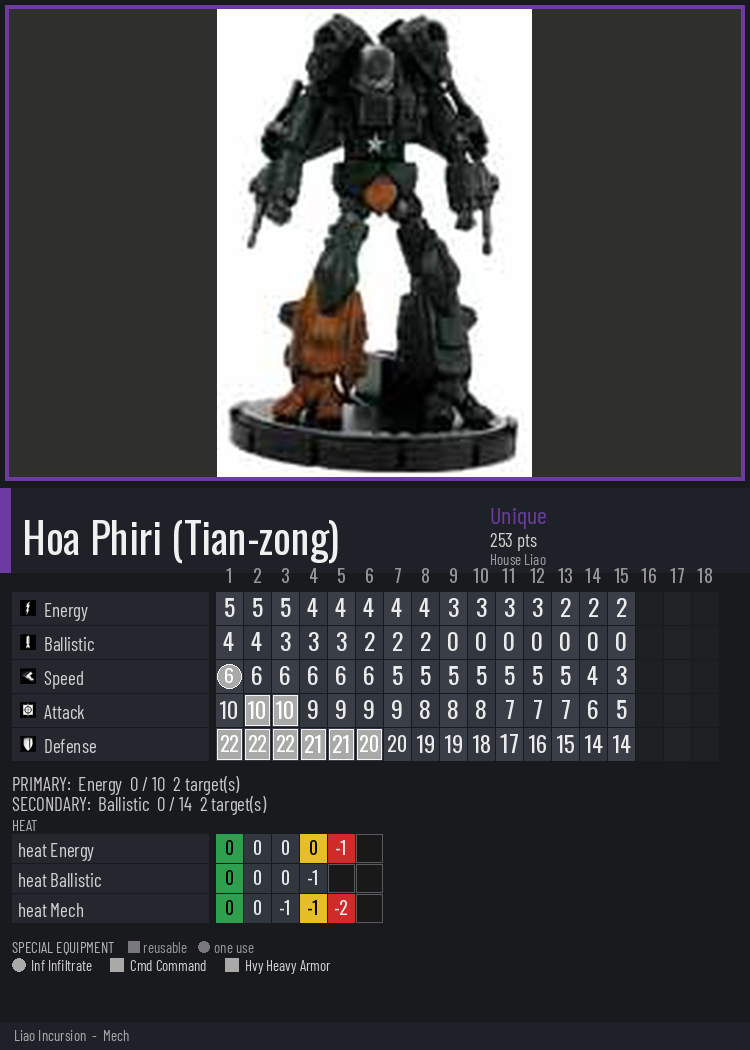 Hoa Phiri (Tian-zong)
Unique
253 pts
House Liao
1 2 3 4 5 6 7 8 9 10 11 12 13 14 15 16 17 18
Energy 5 5 5 4 4 4 4 4 3 3 3 3 2 2 2
Ballistic 4 4 3 3 3 2 2 2 0 0 0 0 0 0 0
Speed 6 6 6 6 6 6 5 5 5 5 5 5 5 4 3
Attack 10 10 10 9 9 9 9 8 8 8 7 7 7 6 5
Defense 22 22 22 21 21 20 20 19 19 18 17 16 15 14 14
PRIMARY: Energy 0 / 10 2 target(s)
SECONDARY: Ballistic 0 / 14 2 target(s)
HEAT
heat Energy 0 0 0 0 -1
heat Ballistic 0 0 0 -1
heat Mech 0 0 -1 -1 -2
SPECIAL EQUIPMENT reusable one use
Inf Infiltrate Cmd Command Hvy Heavy Armor
Liao Incursion - Mech